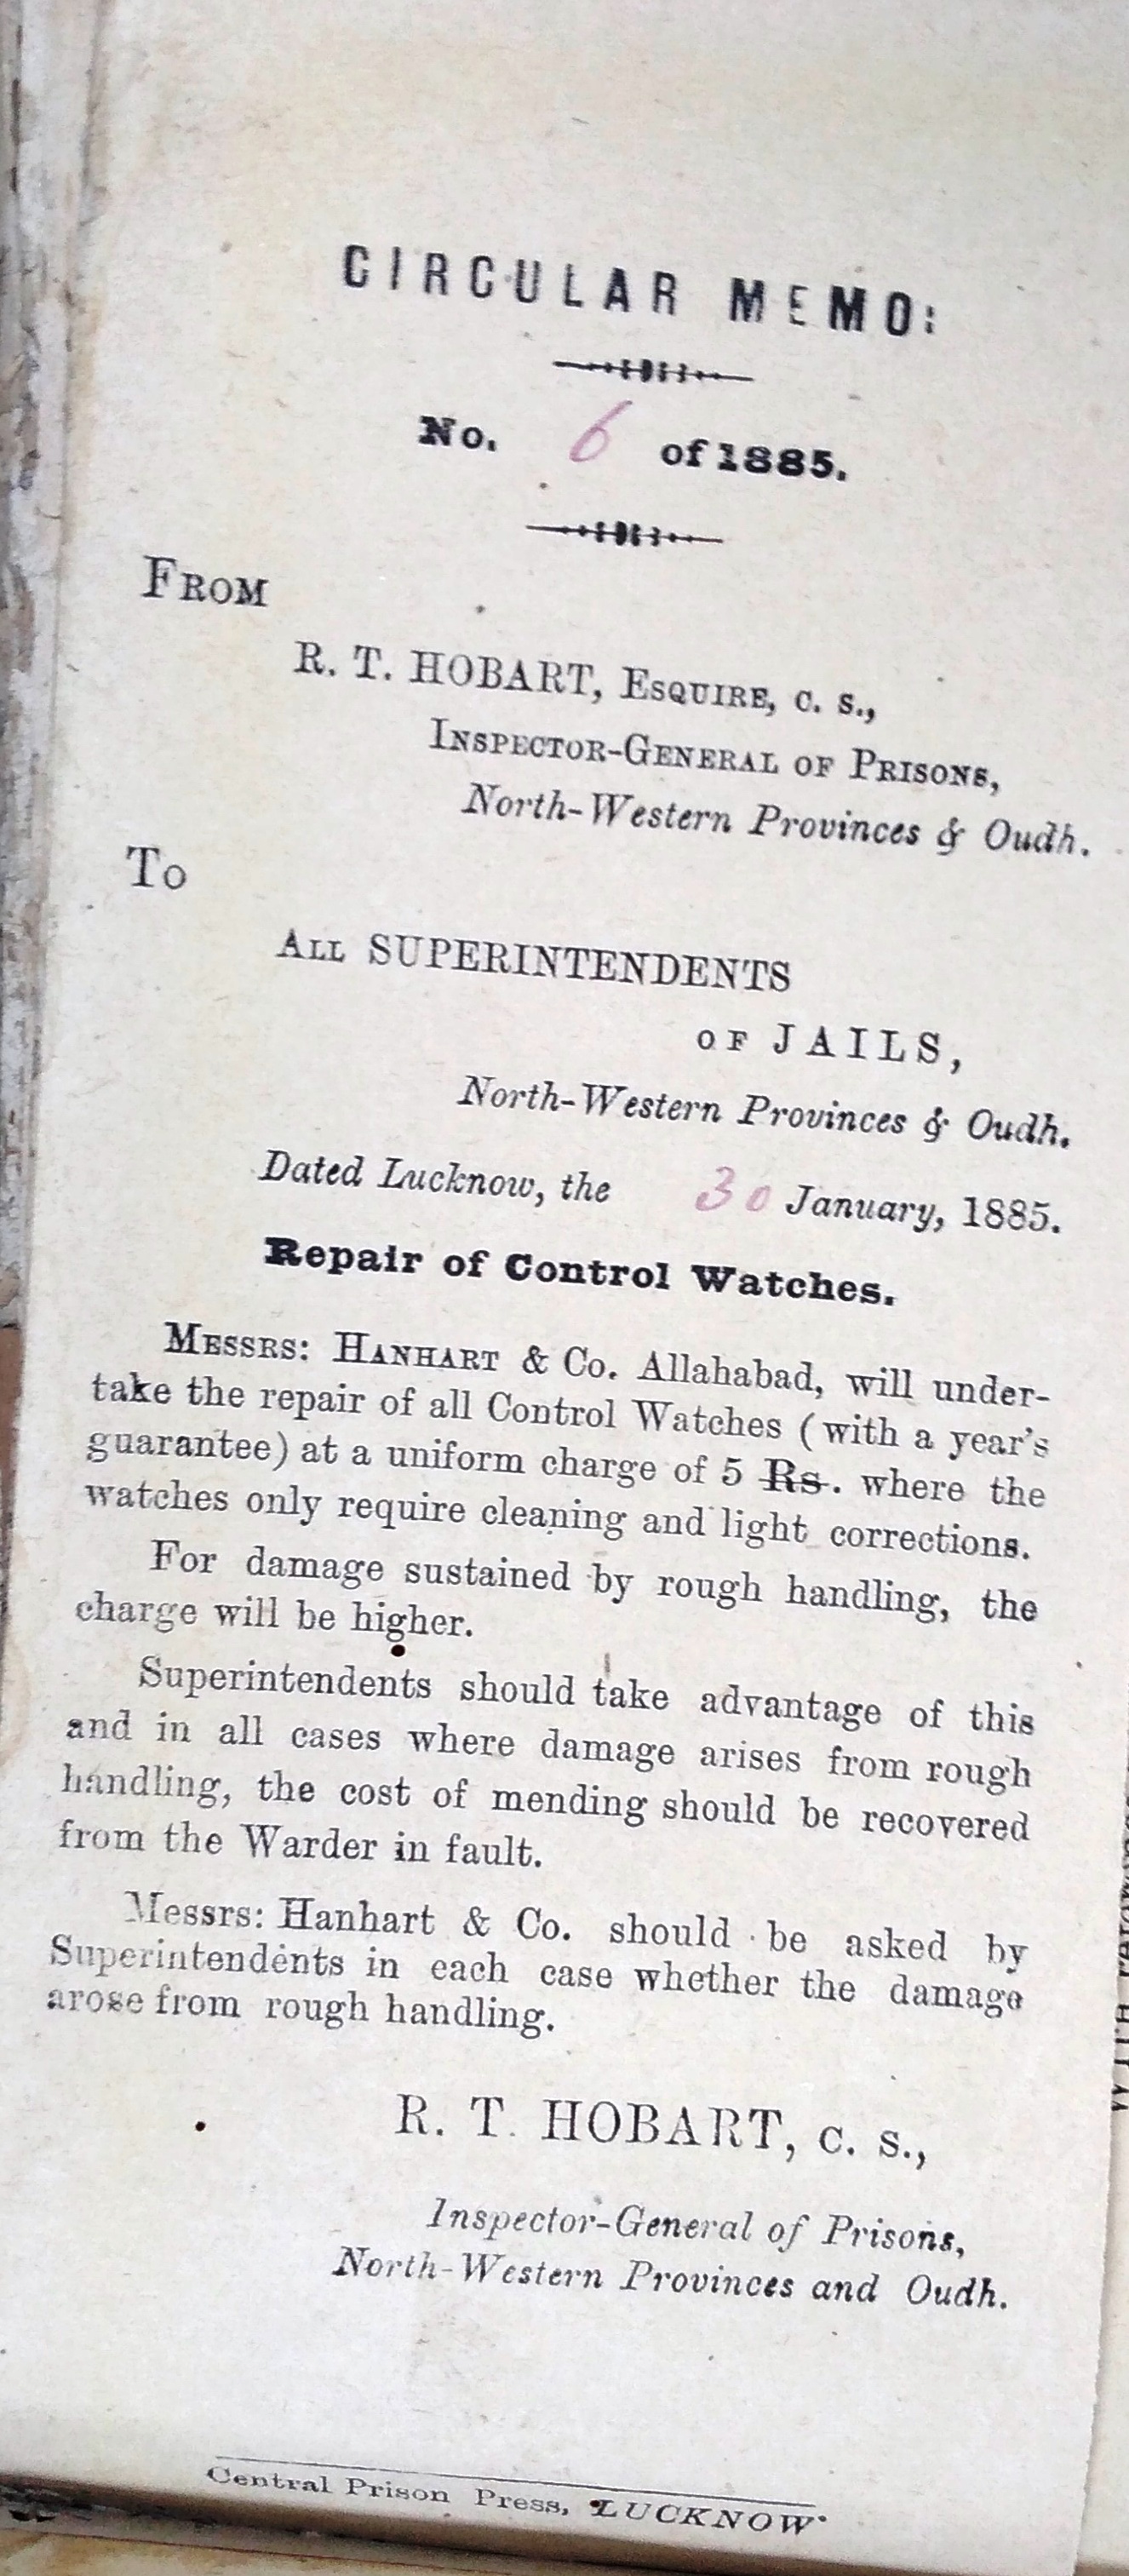 CIRCULAR MEMO:
No. 6 of 1885.
FROM
R. T. HOBART, ESQUIRE, C. S.,
INSPECTOR-GENERAL OF PRISONS,
North-Western Provinces & Oudh.
To
ALL SUPERINTENDENTS
OF JAILS,
North-Western Provinces & Oudh.
Dated Lucknow, the 30 January, 1885.
Repair of Control Watches.
MESSRS: HANHART & Co. Allahabad, will under-
take the repair of all Control Watches (with a year's
guarantee) at a uniform charge of 5 Rs. where the
watches only require cleaning and light corrections.
For damage sustained by rough handling, the
charge will be higher.
Superintendents should take advantage of this
and in all cases where damage arises from rough
handling, the cost of mending should be recovered
from the Warder in fault.
Messrs: Hanhart & Co. should be asked by
Superintendents in each case whether the damage
arose from rough handling.
R. T. HOBART, C. S.,
Inspector-General of Prisons,
North-Western Provinces and Oudh.
Central Prison Press, LUCKNOW